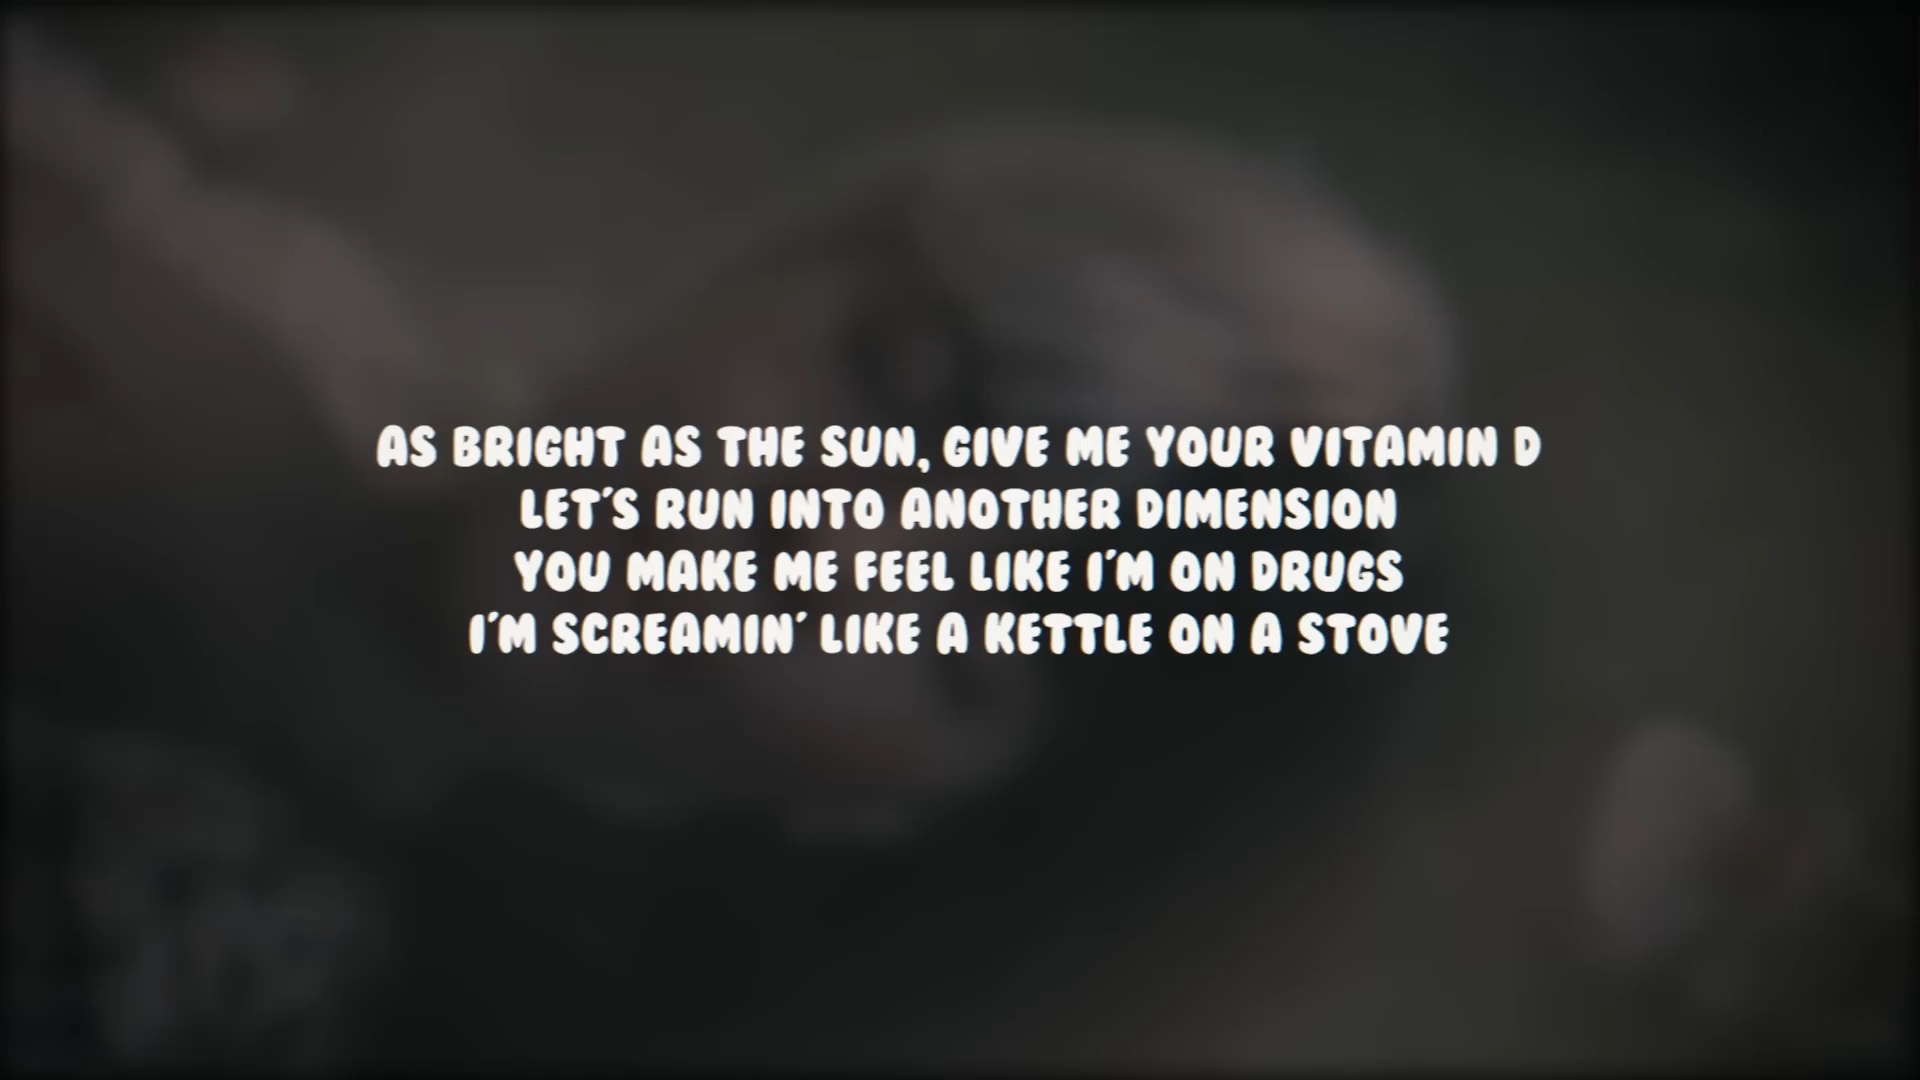 AS BRIGHT AS THE SUN, GIVE ME YOUR VITAMIN D
LET'S RUN INTO ANOTHER DIMENSION
YOU MAKE ME FEEL LIKE I'M ON DRUGS
I'M SCREAMIN' LIKE A KETTLE ON A STOVE